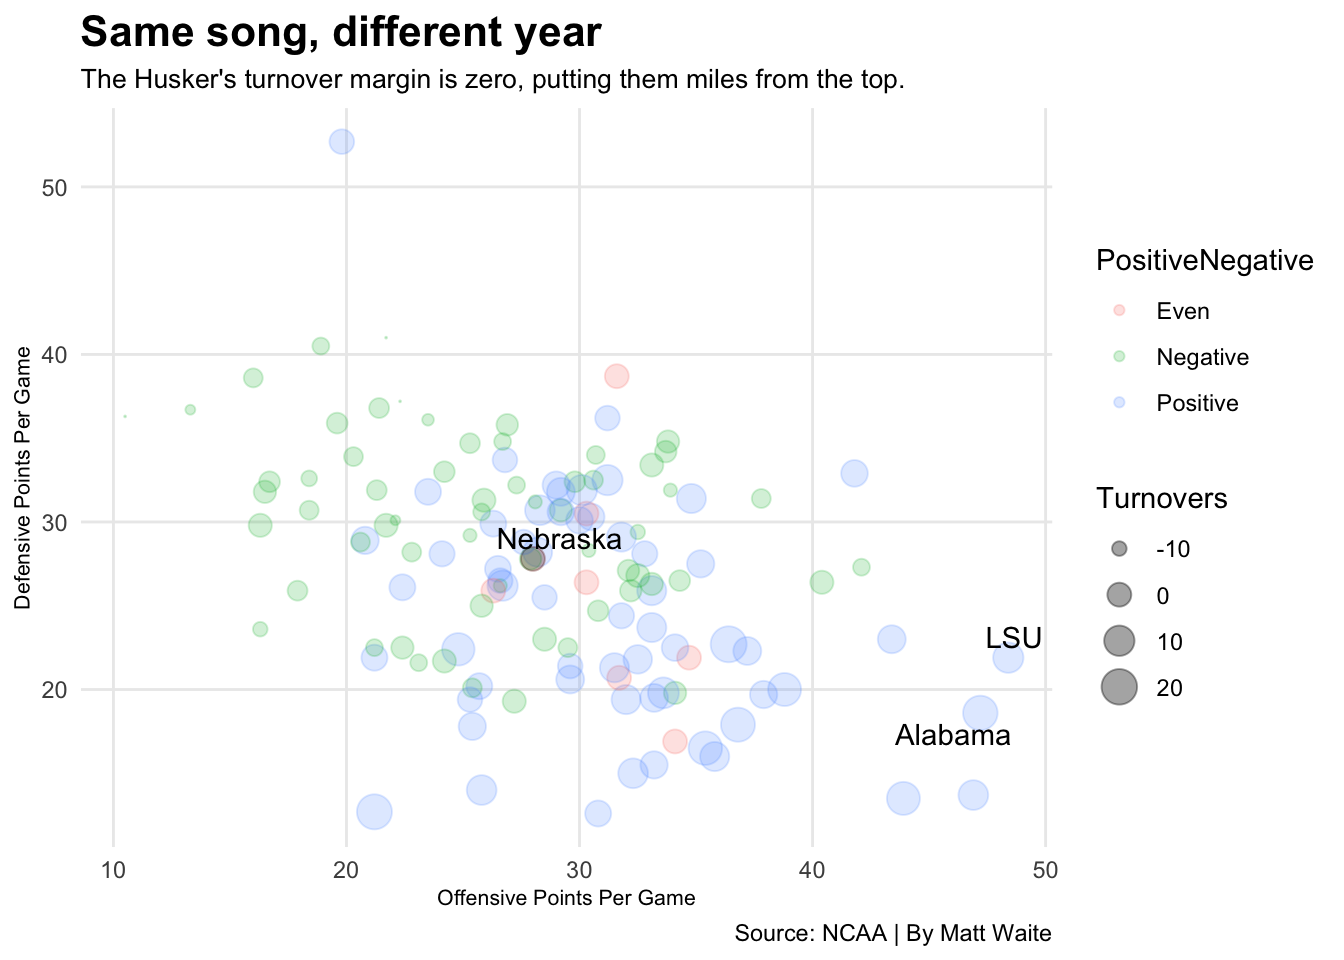 Same song, different year
The Husker's turnover margin is zero, putting them miles from the top.
Defensive Points Per Game
50
40
30
20
Nebraska
LSU
Alabama
10 20 30 40 50
Offensive Points Per Game
PositiveNegative
Even
Negative
Positive
Turnovers
-10
0
10
20
Source: NCAA | By Matt Waite